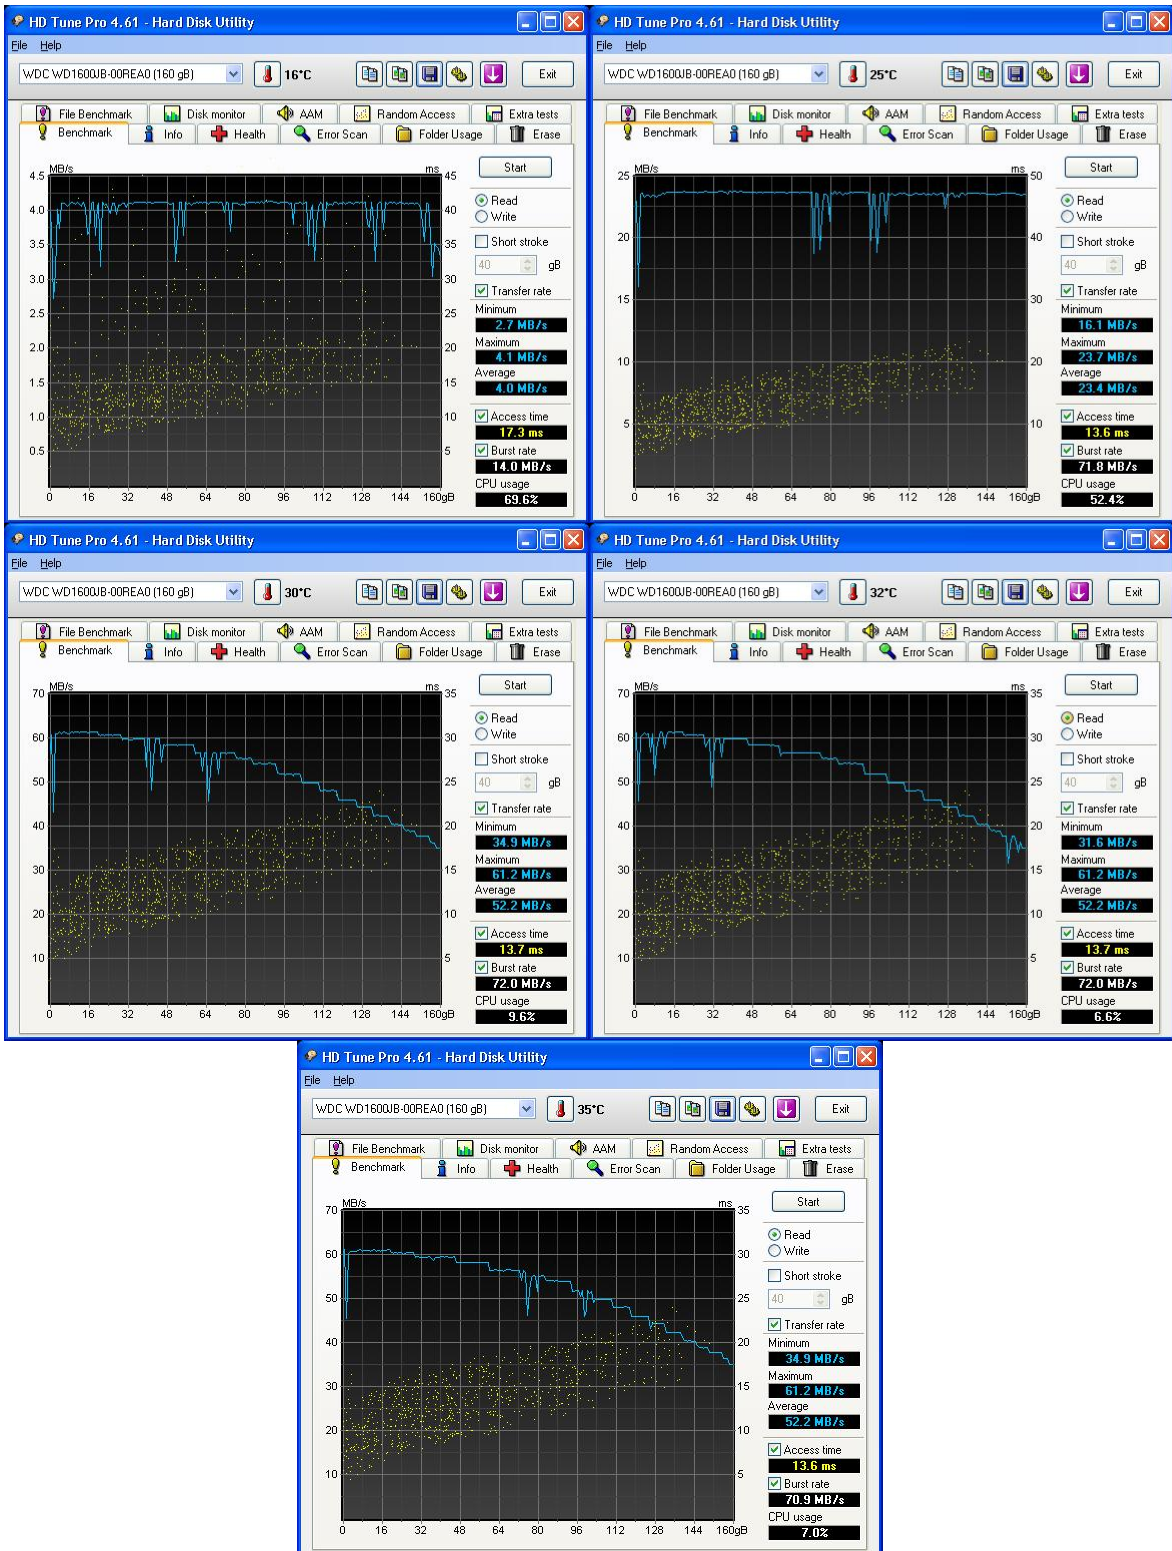 HD Tune Pro 4.61 - Hard Disk Utility
File Help
WDC WD1600JB-00REA0 (160 gB) 16°C Exit
File Benchmark Disk monitor AAM Random Access Extra tests
Benchmark Info Health Error Scan Folder Usage Erase
MB/s ms Start
4.5 45
4.0 40
3.5 35
3.0 30
2.5 25
2.0 20
1.5 15
1.0 10
0.5 5
0 16 32 48 64 80 96 112 128 144 160gB
Read
Write
Short stroke
40 gB
Transfer rate
Minimum
2.7 MB/s
Maximum
4.1 MB/s
Average
4.0 MB/s
Access time
17.3 ms
Burst rate
14.0 MB/s
CPU usage
69.6%
HD Tune Pro 4.61 - Hard Disk Utility
File Help
WDC WD1600JB-00REA0 (160 gB) 25°C Exit
File Benchmark Disk monitor AAM Random Access Extra tests
Benchmark Info Health Error Scan Folder Usage Erase
MB/s ms Start
25 50
20 40
15 30
10 20
5 10
0 16 32 48 64 80 96 112 128 144 160gB
Read
Write
Short stroke
40 gB
Transfer rate
Minimum
16.1 MB/s
Maximum
23.7 MB/s
Average
23.4 MB/s
Access time
13.6 ms
Burst rate
71.8 MB/s
CPU usage
52.4%
HD Tune Pro 4.61 - Hard Disk Utility
File Help
WDC WD1600JB-00REA0 (160 gB) 30°C Exit
File Benchmark Disk monitor AAM Random Access Extra tests
Benchmark Info Health Error Scan Folder Usage Erase
MB/s ms Start
70 35
60 30
50 25
40 20
30 15
20 10
10 5
0 16 32 48 64 80 96 112 128 144 160gB
Read
Write
Short stroke
40 gB
Transfer rate
Minimum
34.9 MB/s
Maximum
61.2 MB/s
Average
52.2 MB/s
Access time
13.7 ms
Burst rate
72.0 MB/s
CPU usage
9.6%
HD Tune Pro 4.61 - Hard Disk Utility
File Help
WDC WD1600JB-00REA0 (160 gB) 32°C Exit
File Benchmark Disk monitor AAM Random Access Extra tests
Benchmark Info Health Error Scan Folder Usage Erase
MB/s ms Start
70 35
60 30
50 25
40 20
30 15
20 10
10 5
0 16 32 48 64 80 96 112 128 144 160gB
Read
Write
Short stroke
40 gB
Transfer rate
Minimum
31.6 MB/s
Maximum
61.2 MB/s
Average
52.2 MB/s
Access time
13.7 ms
Burst rate
72.0 MB/s
CPU usage
6.6%
HD Tune Pro 4.61 - Hard Disk Utility
File Help
WDC WD1600JB-00REA0 (160 gB) 35°C Exit
File Benchmark Disk monitor AAM Random Access Extra tests
Benchmark Info Health Error Scan Folder Usage Erase
MB/s ms Start
70 35
60 30
50 25
40 20
30 15
20 10
10 5
0 16 32 48 64 80 96 112 128 144 160gB
Read
Write
Short stroke
40 gB
Transfer rate
Minimum
34.9 MB/s
Maximum
61.2 MB/s
Average
52.2 MB/s
Access time
13.6 ms
Burst rate
70.9 MB/s
CPU usage
7.0%